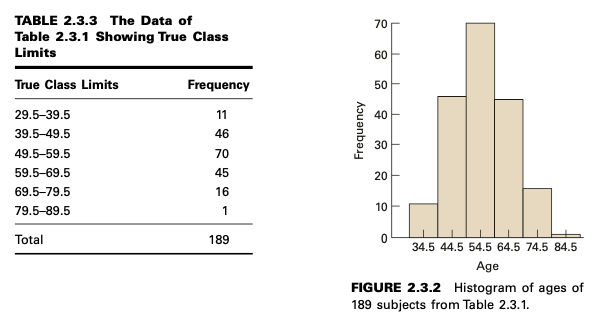 TABLE 2.3.3 The Data of
Table 2.3.1 Showing True Class
Limits
True Class Limits Frequency
29.5–39.5 11
39.5–49.5 46
49.5–59.5 70
59.5–69.5 45
69.5–79.5 16
79.5–89.5 1
Total 189
70
60
50
40
30
20
10
0
Frequency
34.5 44.5 54.5 64.5 74.5 84.5
Age
FIGURE 2.3.2 Histogram of ages of
189 subjects from Table 2.3.1.